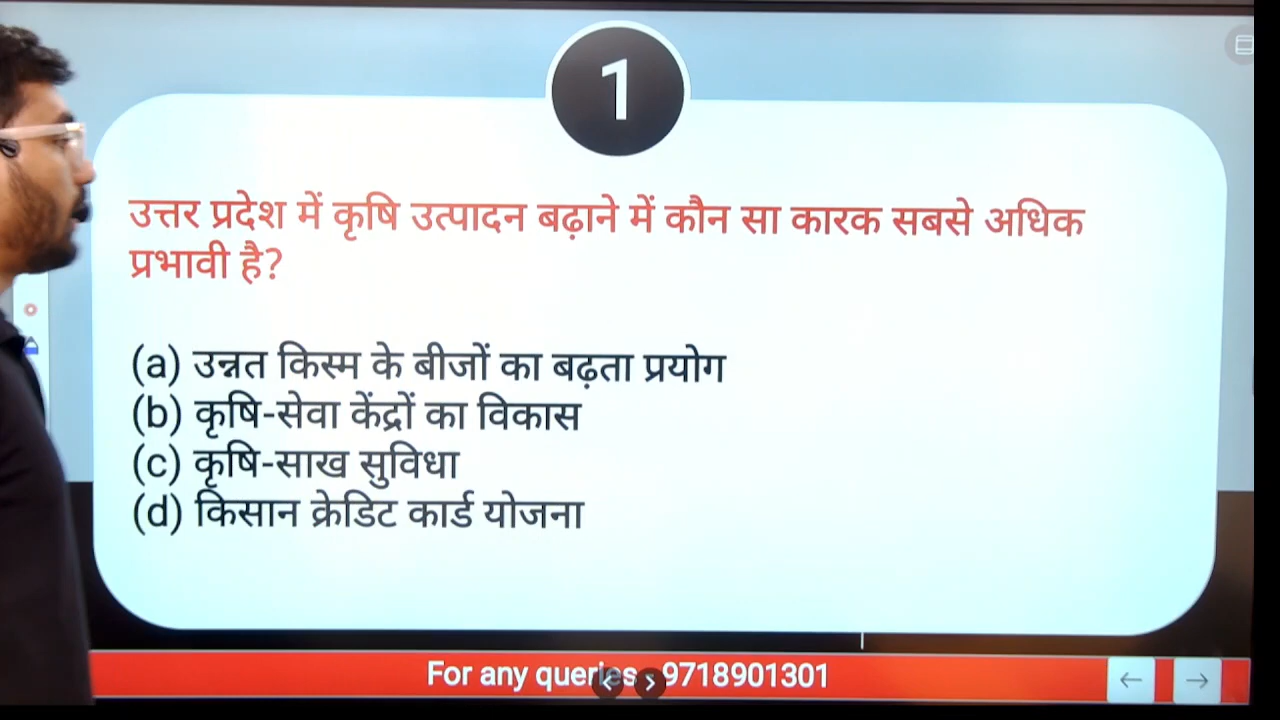 1
उत्तर प्रदेश में कृषि उत्पादन बढ़ाने में कौन सा कारक सबसे अधिक
प्रभावी है?
(a) उन्नत किस्म के बीजों का बढ़ता प्रयोग
(b) कृषि-सेवा केंद्रों का विकास
(c) कृषि-साख सुविधा
(d) किसान क्रेडिट कार्ड योजना
For any queries - 9718901301